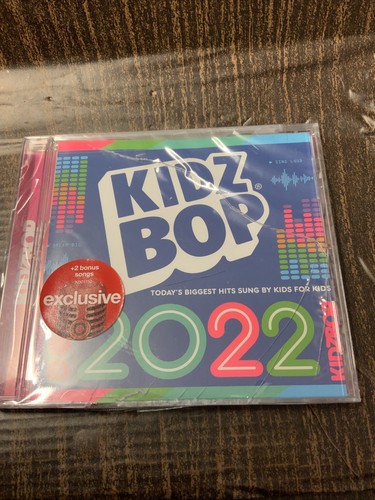 KIDZ
BOP®
TODAY'S BIGGEST HITS SUNG BY KIDS FOR KIDS
+2 bonus
songs
exclusive
2022